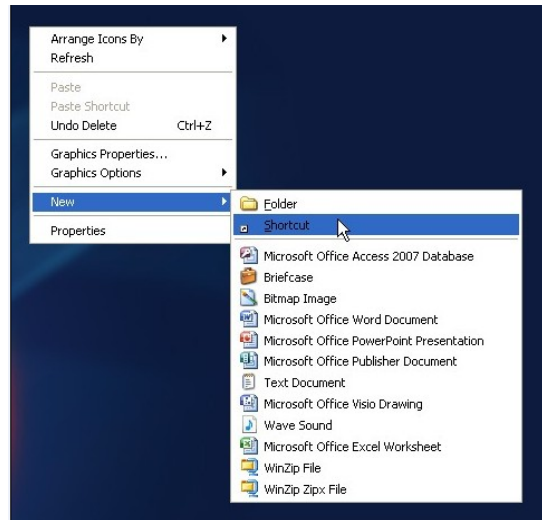 Arrange Icons By
Refresh
Paste
Paste Shortcut
Undo Delete Ctrl+Z
Graphics Properties...
Graphics Options
New
Properties
Folder
Shortcut
Microsoft Office Access 2007 Database
Briefcase
Bitmap Image
Microsoft Office Word Document
Microsoft Office PowerPoint Presentation
Microsoft Office Publisher Document
Text Document
Microsoft Office Visio Drawing
Wave Sound
Microsoft Office Excel Worksheet
WinZip File
WinZip Zipx File